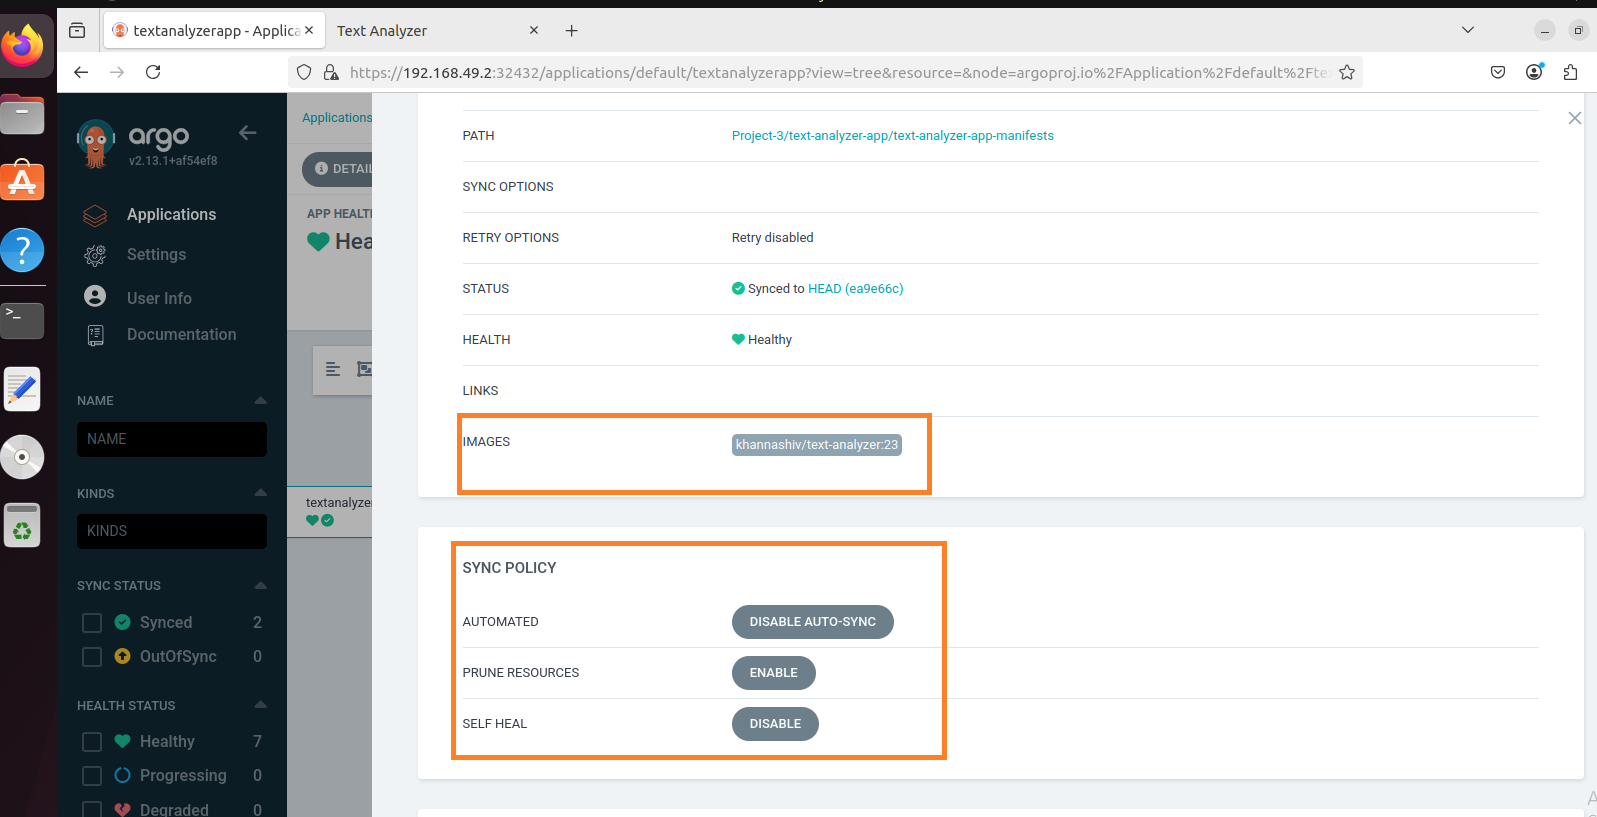 textanalyzerapp - Applica
Text Analyzer
https://192.168.49.2:32432/applications/default/textanalyzerapp?view=tree&resource=&node=argoproj.io%2FApplication%2Fdefault%2Fte
argo
v2.13.1+af54ef8
Applications
Settings
User Info
Documentation
NAME
NAME
KINDS
KINDS
SYNC STATUS
Synced 2
OutOfSync 0
HEALTH STATUS
Healthy 7
Progressing 0
Degraded 0
Applications
DETAIL
APP HEALT
Hea
textanalyzer
PATH Project-3/text-analyzer-app/text-analyzer-app-manifests
SYNC OPTIONS
RETRY OPTIONS Retry disabled
STATUS Synced to HEAD (ea9e66c)
HEALTH Healthy
LINKS
IMAGES khannashiv/text-analyzer:23
SYNC POLICY
AUTOMATED DISABLE AUTO-SYNC
PRUNE RESOURCES ENABLE
SELF HEAL DISABLE